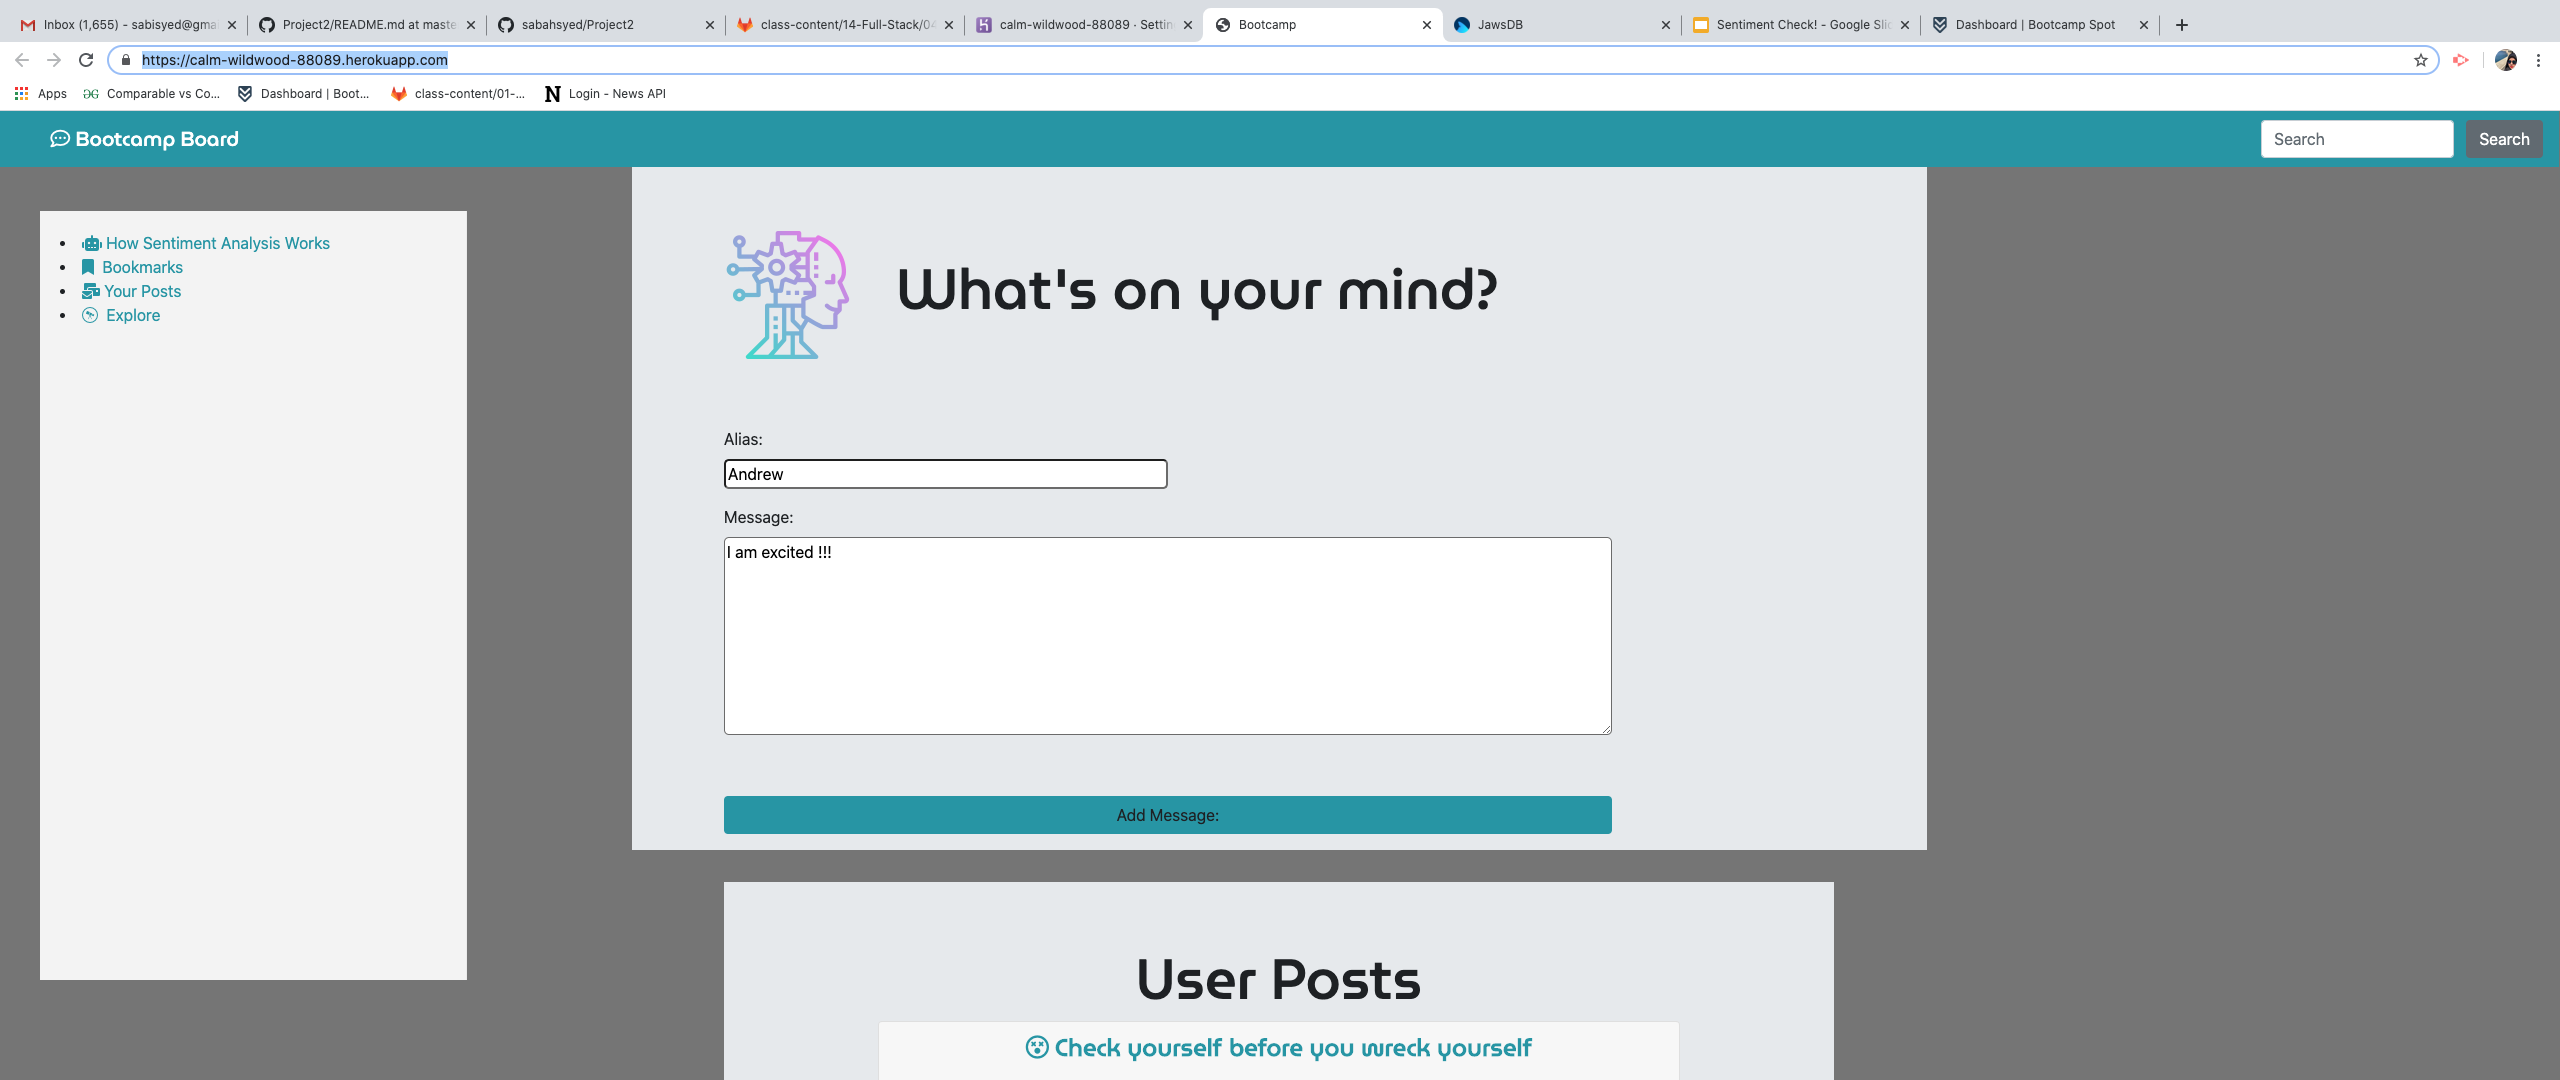 Inbox (1,655) - sabisyed@gma
Project2/README.md at maste
sabahsyed/Project2
class-content/14-Full-Stack/04
calm-wildwood-88089 · Settin
Bootcamp
JawsDB
Sentiment Check! - Google Slic
Dashboard | Bootcamp Spot
https://calm-wildwood-88089.herokuapp.com
Apps
Comparable vs Co...
Dashboard | Boot...
class-content/01-...
Login - News API
Bootcamp Board
Search
Search
How Sentiment Analysis Works
Bookmarks
Your Posts
Explore
What's on your mind?
Alias:
Andrew
Message:
I am excited !!!
Add Message:
User Posts
Check yourself before you wreck yourself